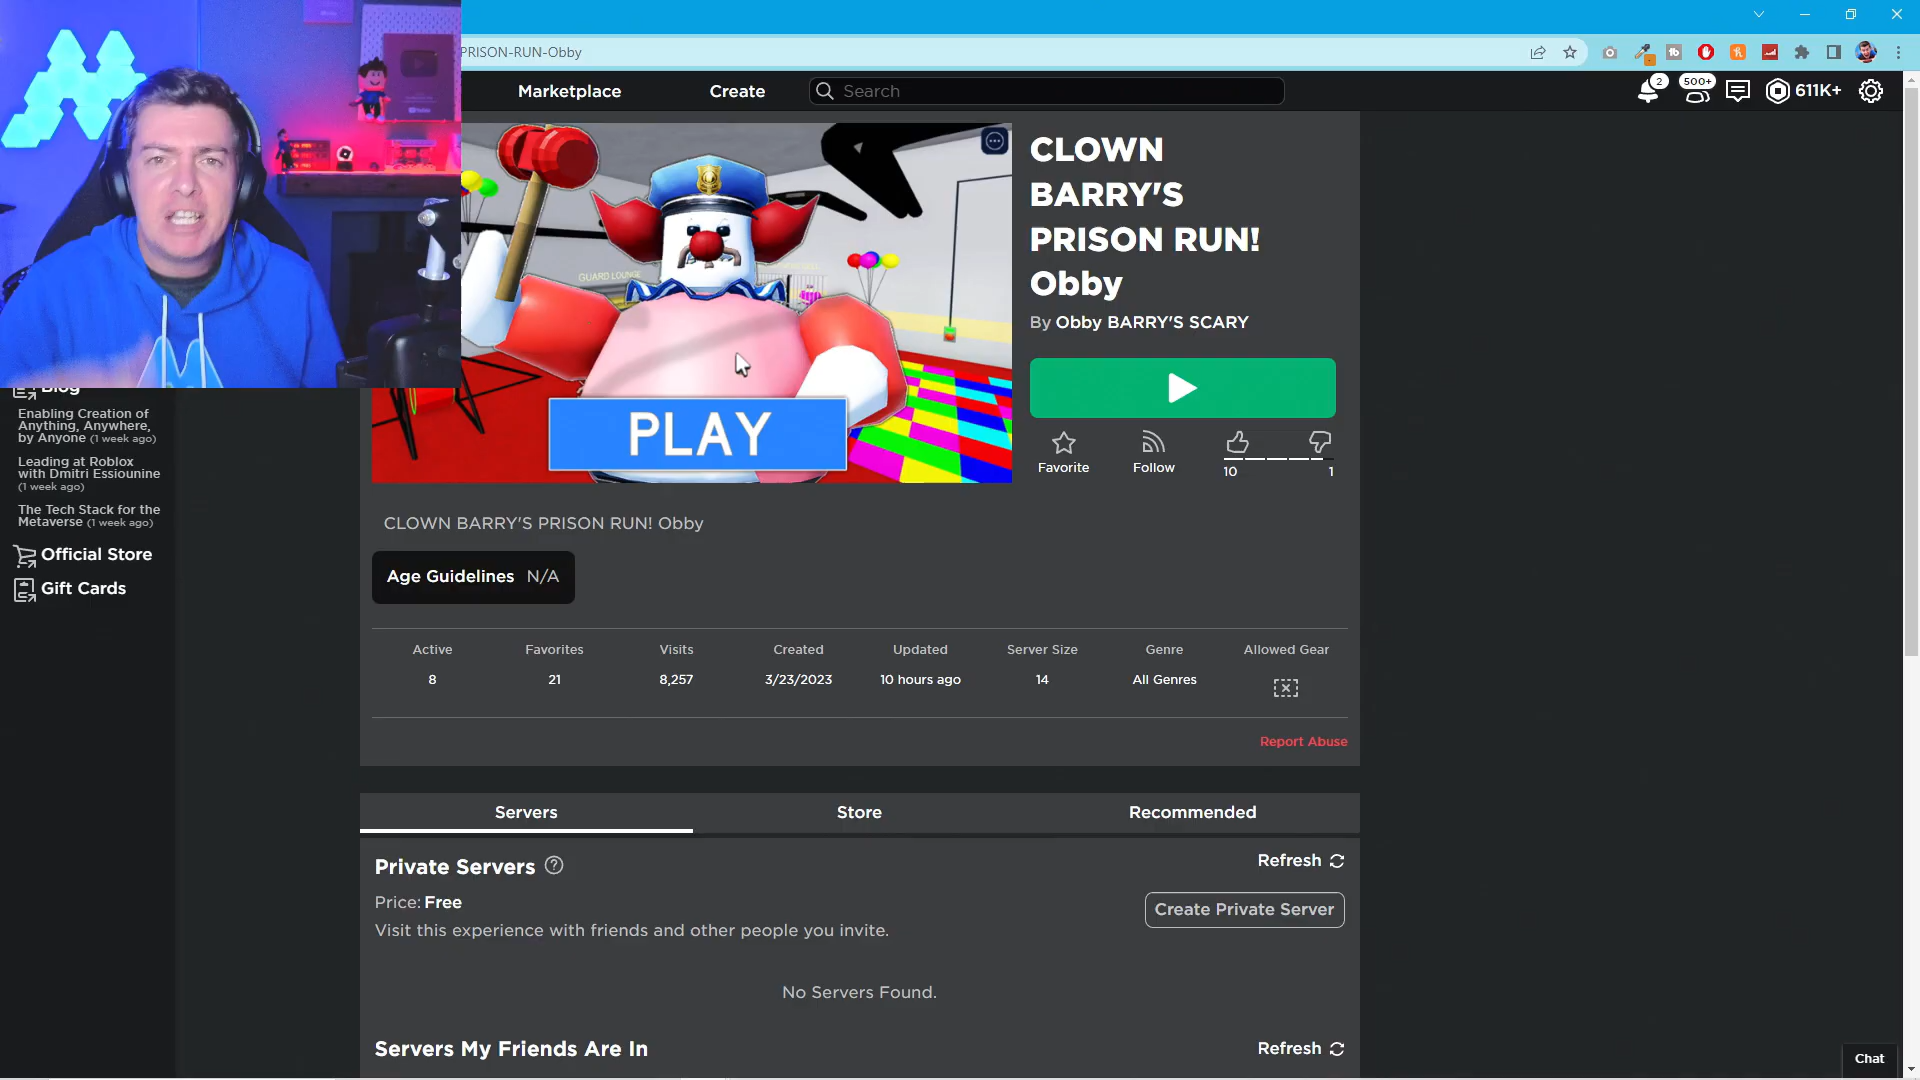 PRISON-RUN-Obby
Marketplace
Create
Search
2
500+
611K+
GUARD LOUNGE
PLAY
CLOWN
BARRY'S
PRISON RUN!
Obby
By Obby BARRY'S SCARY
Favorite
Follow
10
1
Blog
Enabling Creation of
Anything, Anywhere,
by Anyone (1 week ago)
Leading at Roblox
with Dmitri Essiounine
(1 week ago)
The Tech Stack for the
Metaverse (1 week ago)
Official Store
Gift Cards
CLOWN BARRY'S PRISON RUN! Obby
Age Guidelines N/A
Active
Favorites
Visits
Created
Updated
Server Size
Genre
Allowed Gear
8
21
8,257
3/23/2023
10 hours ago
14
All Genres
Report Abuse
Servers
Store
Recommended
Private Servers
Refresh
Price: Free
Create Private Server
Visit this experience with friends and other people you invite.
No Servers Found.
Servers My Friends Are In
Refresh
Chat